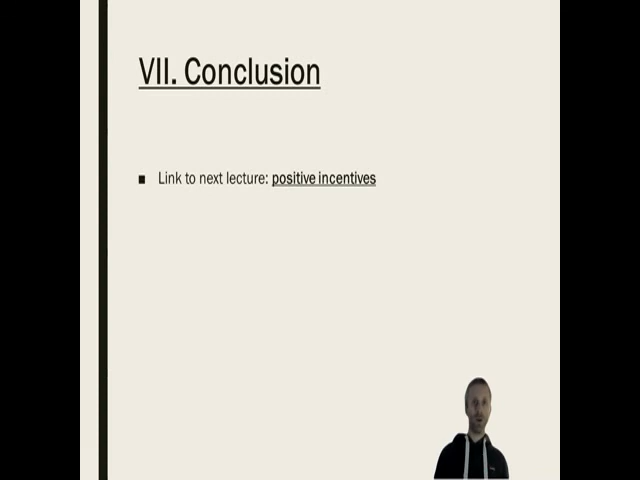 VII. Conclusion
■ Link to next lecture: positive incentives